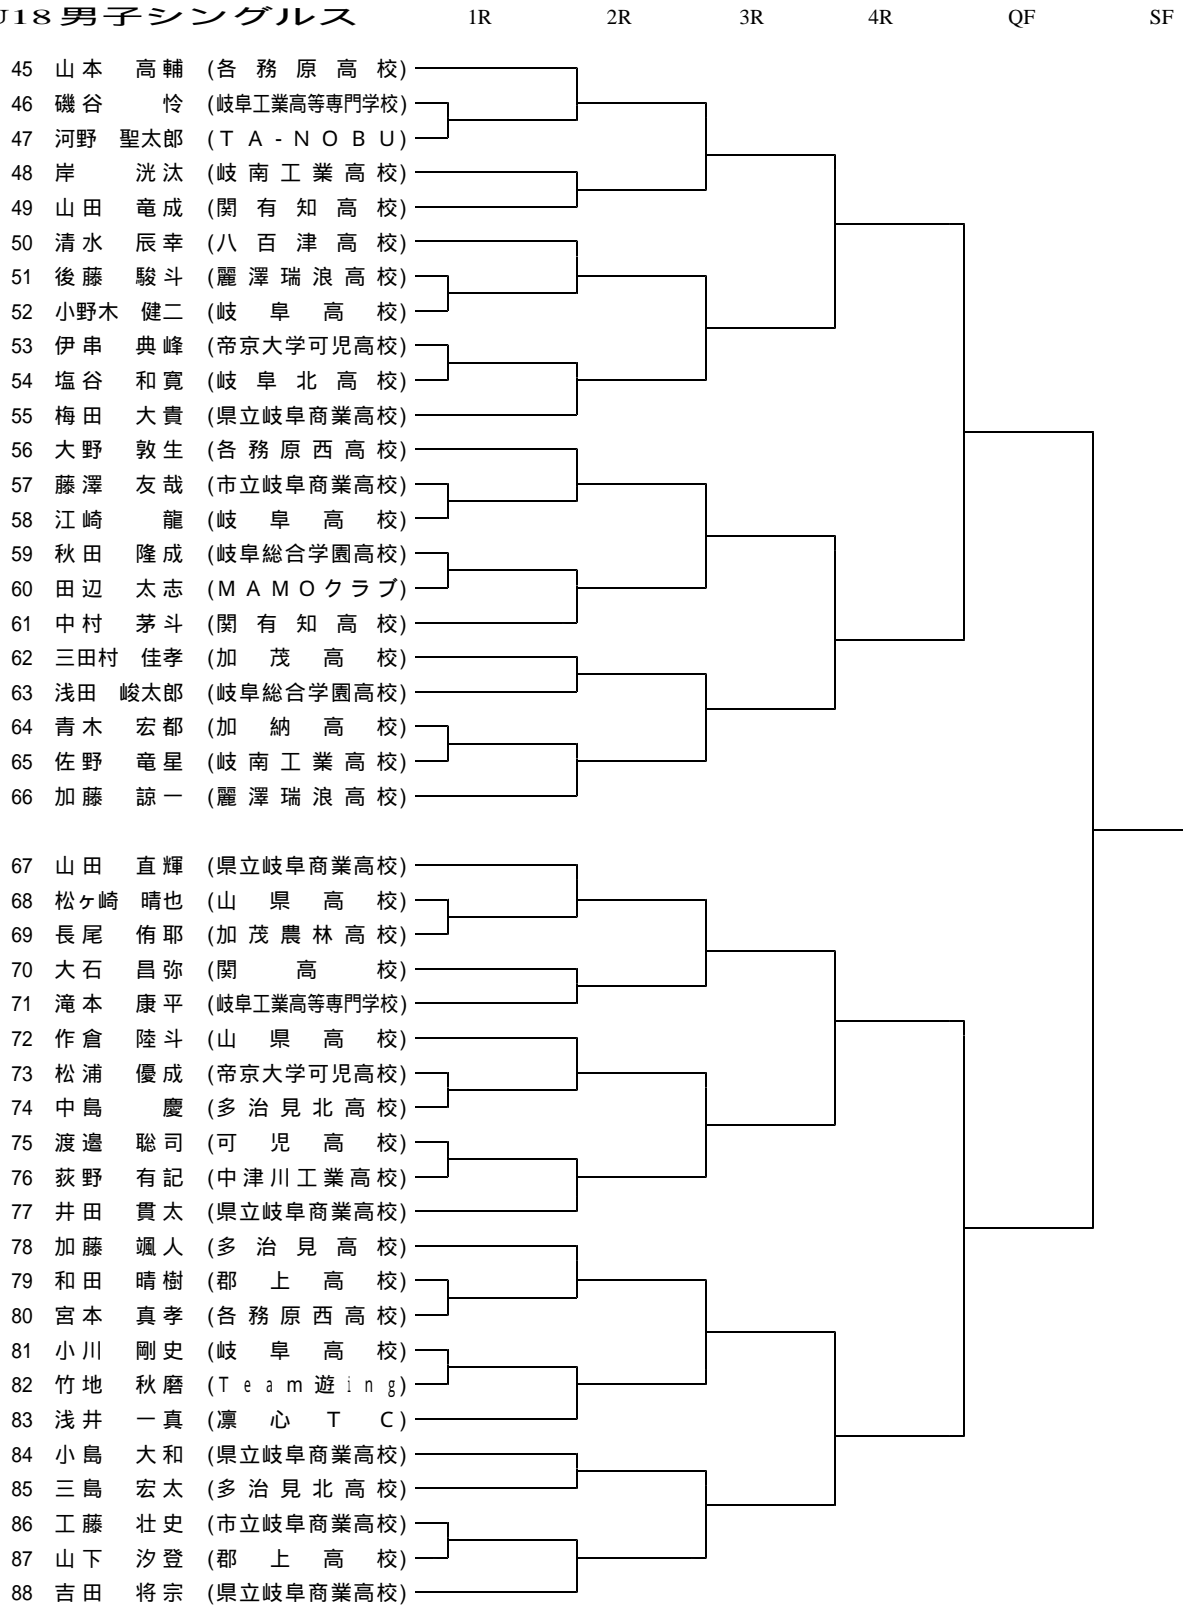 U18男子シングルス 1R 2R 3R 4R QF SF
45 山本 高輔 (各務原高校)
46 磯谷 怜 (岐阜工業高等専門学校)
47 河野 聖太郎 (TA-NOBU)
48 岸 洸汰 (岐南工業高校)
49 山田 竜成 (関有知高校)
50 清水 辰幸 (八百津高校)
51 後藤 駿斗 (麗澤瑞浪高校)
52 小野木 健二 (岐阜高校)
53 伊串 典峰 (帝京大学可児高校)
54 塩谷 和寛 (岐阜北高校)
55 梅田 大貴 (県立岐阜商業高校)
56 大野 敦生 (各務原西高校)
57 藤澤 友哉 (市立岐阜商業高校)
58 江崎 龍 (岐阜高校)
59 秋田 隆成 (岐阜総合学園高校)
60 田辺 太志 (MAMOクラブ)
61 中村 茅斗 (関有知高校)
62 三田村 佳孝 (加茂高校)
63 浅田 峻太郎 (岐阜総合学園高校)
64 青木 宏都 (加納高校)
65 佐野 竜星 (岐南工業高校)
66 加藤 諒一 (麗澤瑞浪高校)
67 山田 直輝 (県立岐阜商業高校)
68 松ヶ崎 晴也 (山県高校)
69 長尾 侑耶 (加茂農林高校)
70 大石 昌弥 (関高校)
71 滝本 康平 (岐阜工業高等専門学校)
72 作倉 陸斗 (山県高校)
73 松浦 優成 (帝京大学可児高校)
74 中島 慶 (多治見北高校)
75 渡邉 聡司 (可児高校)
76 荻野 有記 (中津川工業高校)
77 井田 貫太 (県立岐阜商業高校)
78 加藤 颯人 (多治見高校)
79 和田 晴樹 (郡上高校)
80 宮本 真孝 (各務原西高校)
81 小川 剛史 (岐阜高校)
82 竹地 秋磨 (Team遊ing)
83 浅井 一真 (凛心TC)
84 小島 大和 (県立岐阜商業高校)
85 三島 宏太 (多治見北高校)
86 工藤 壮史 (市立岐阜商業高校)
87 山下 汐登 (郡上高校)
88 吉田 将宗 (県立岐阜商業高校)